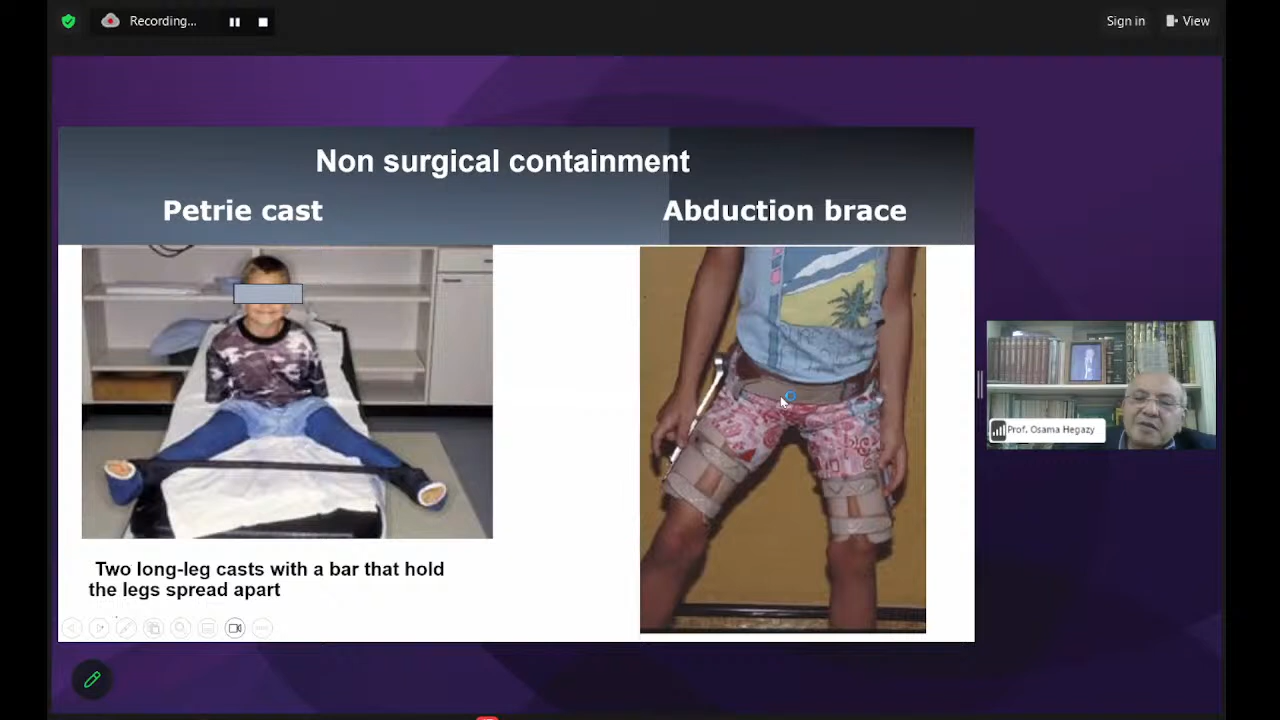 Recording...
Sign in
View
Non surgical containment
Petrie cast
Abduction brace
Two long-leg casts with a bar that hold
the legs spread apart
Prof. Osama Hegazy